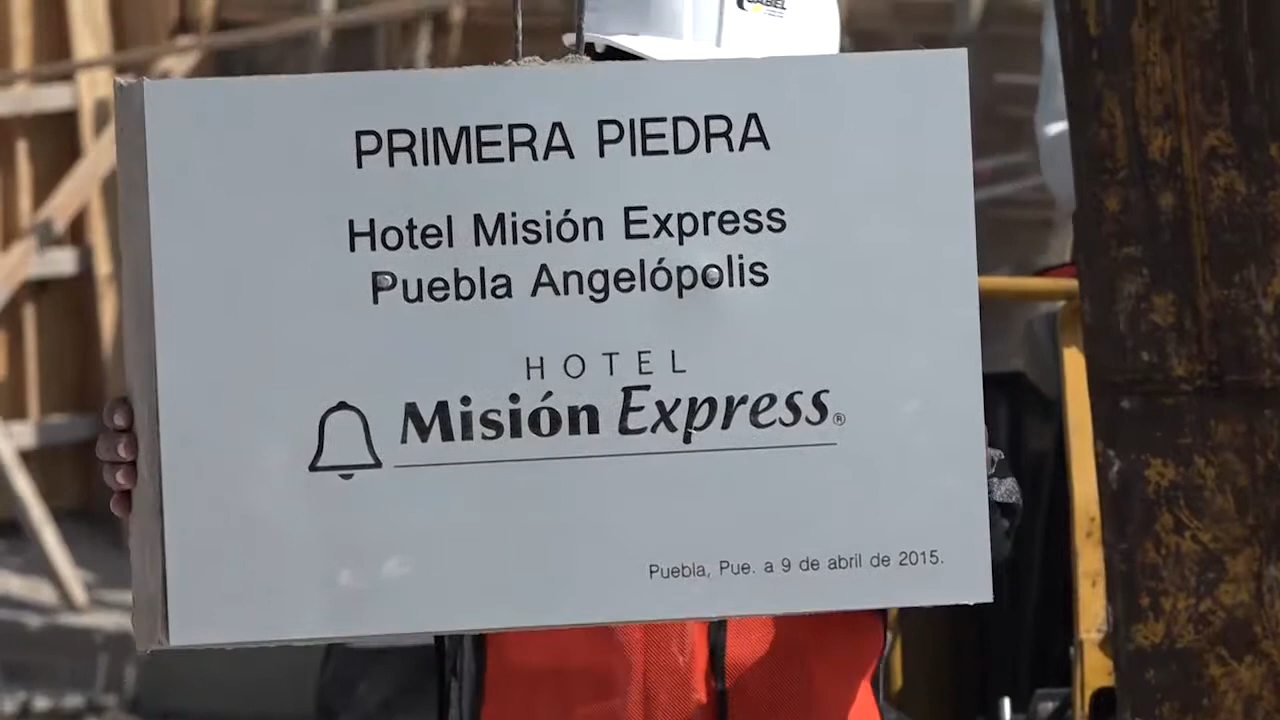 PRIMERA PIEDRA
Hotel Misión Express
Puebla Angelópolis
HOTEL
Misión Express®
Puebla, Pue. a 9 de abril de 2015.